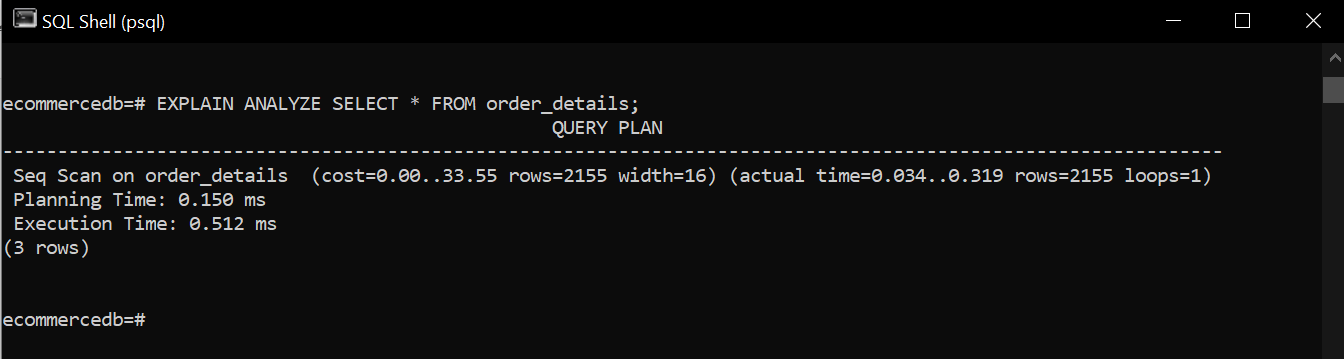 SQL Shell (psql)
ecommercedb=# EXPLAIN ANALYZE SELECT * FROM order_details;
QUERY PLAN
---------------------------------------------------------------------------------------------------------------
Seq Scan on order_details  (cost=0.00..33.55 rows=2155 width=16) (actual time=0.034..0.319 rows=2155 loops=1)
Planning Time: 0.150 ms
Execution Time: 0.512 ms
(3 rows)
ecommercedb=#